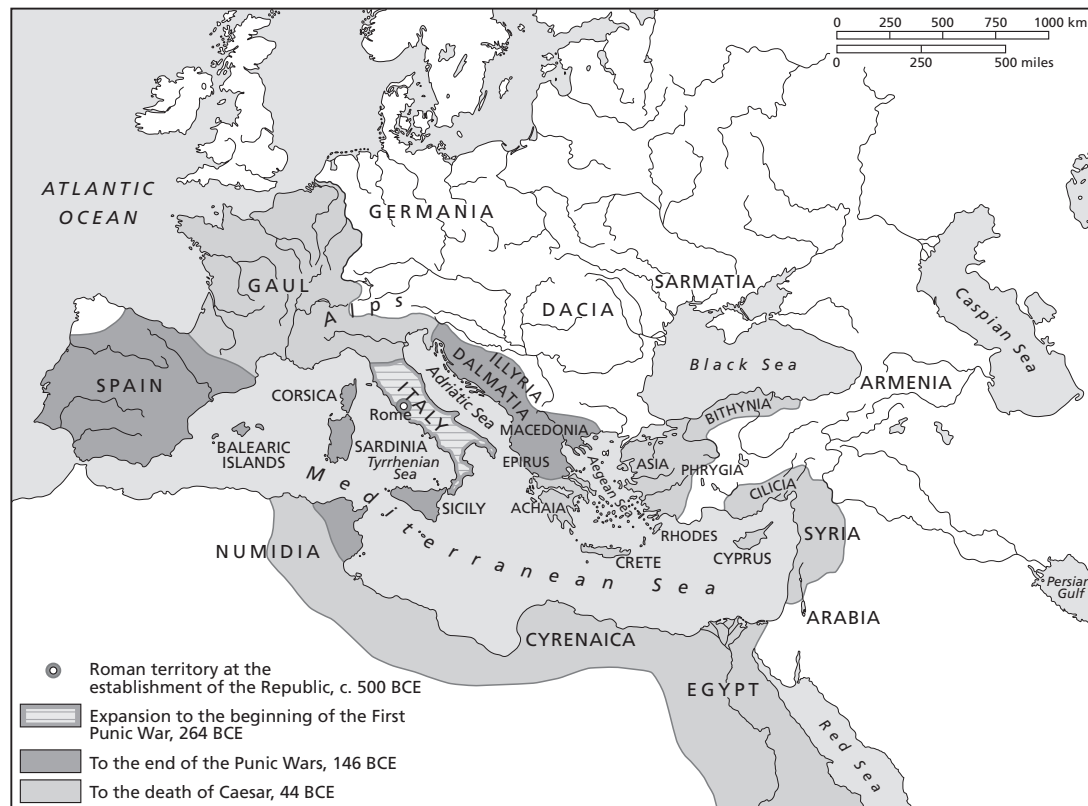 0 250 500 750 1000 km
0 250 500 miles
ATLANTIC
OCEAN
GERMANIA
GAUL
Alps
SARMATIA
DACIA
Caspian Sea
Black Sea
SPAIN
CORSICA
Rome
ITALY
Adriatic Sea
ILLYRIA
DALMATIA
ARMENIA
BITHYNIA
MACEDONIA
BALEARIC
ISLANDS
SARDINIA
Tyrrhenian
Sea
EPIRUS
Aegean Sea
ASIA
PHRYGIA
CILICIA
SICILY
ACHAIA
RHODES
SYRIA
NUMIDIA
Mediterranean Sea
CRETE
CYPRUS
Persian
Gulf
ARABIA
CYRENAICA
EGYPT
Red Sea
Roman territory at the
establishment of the Republic, c. 500 BCE
Expansion to the beginning of the First
Punic War, 264 BCE
To the end of the Punic Wars, 146 BCE
To the death of Caesar, 44 BCE